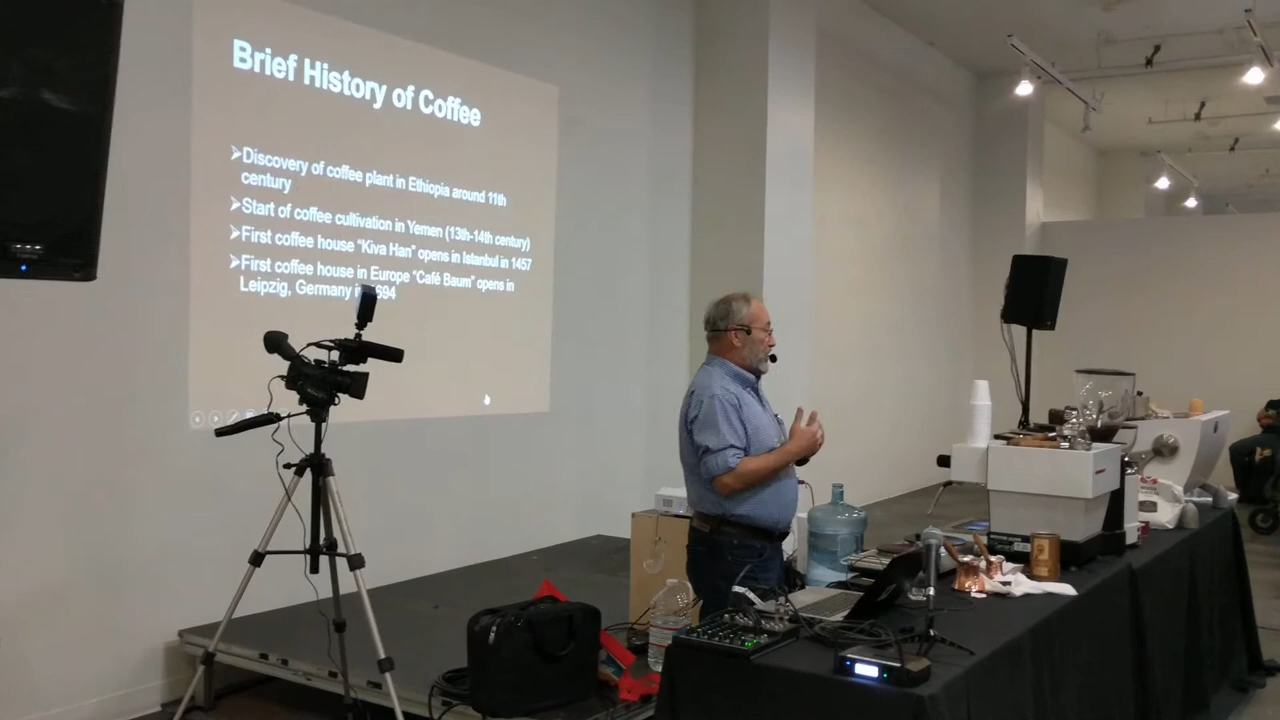 Brief History of Coffee
➢Discovery of coffee plant in Ethiopia around 11th
century
➢Start of coffee cultivation in Yemen (13th-14th century)
➢First coffee house “Kiva Han” opens in Istanbul in 1457
➢First coffee house in Europe “Café Baum” opens in
Leipzig, Germany 694